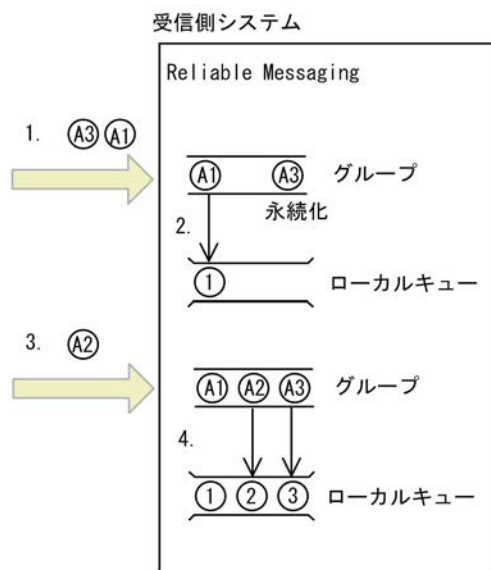 受信側システム
Reliable Messaging
1. A3 A1
A1 A3 グループ
永続化
2.
1 ローカルキュー
3. A2
A1 A2 A3 グループ
4.
1 2 3 ローカルキュー